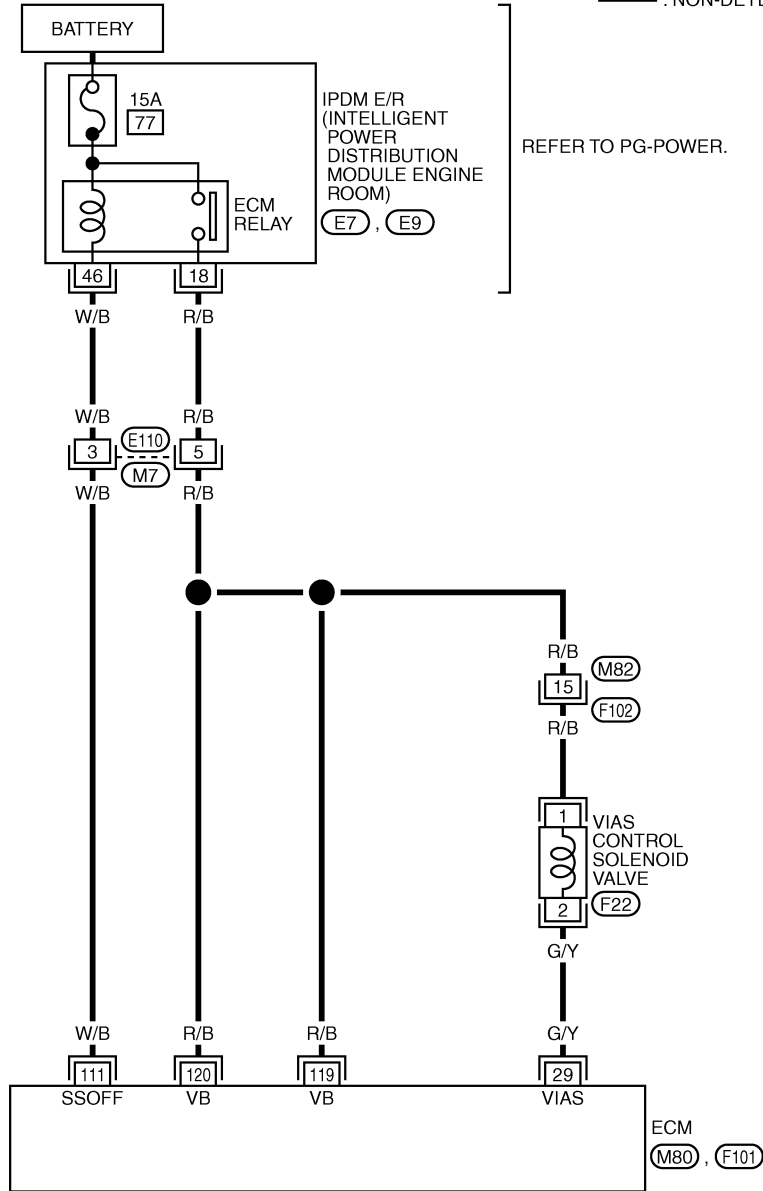 : NON-DETE
BATTERY
15A
77
IPDM E/R
(INTELLIGENT
POWER
DISTRIBUTION
MODULE ENGINE
ROOM)
E7 , E9
REFER TO PG-POWER.
ECM
RELAY
46 18
W/B R/B
W/B R/B
3 E110 5
M7
W/B R/B
R/B
M82
15
F102
R/B
1
VIAS
CONTROL
SOLENOID
VALVE
2 F22
G/Y
W/B R/B R/B G/Y
111 120 119 29
SSOFF VB VB VIAS
ECM
M80 , F101